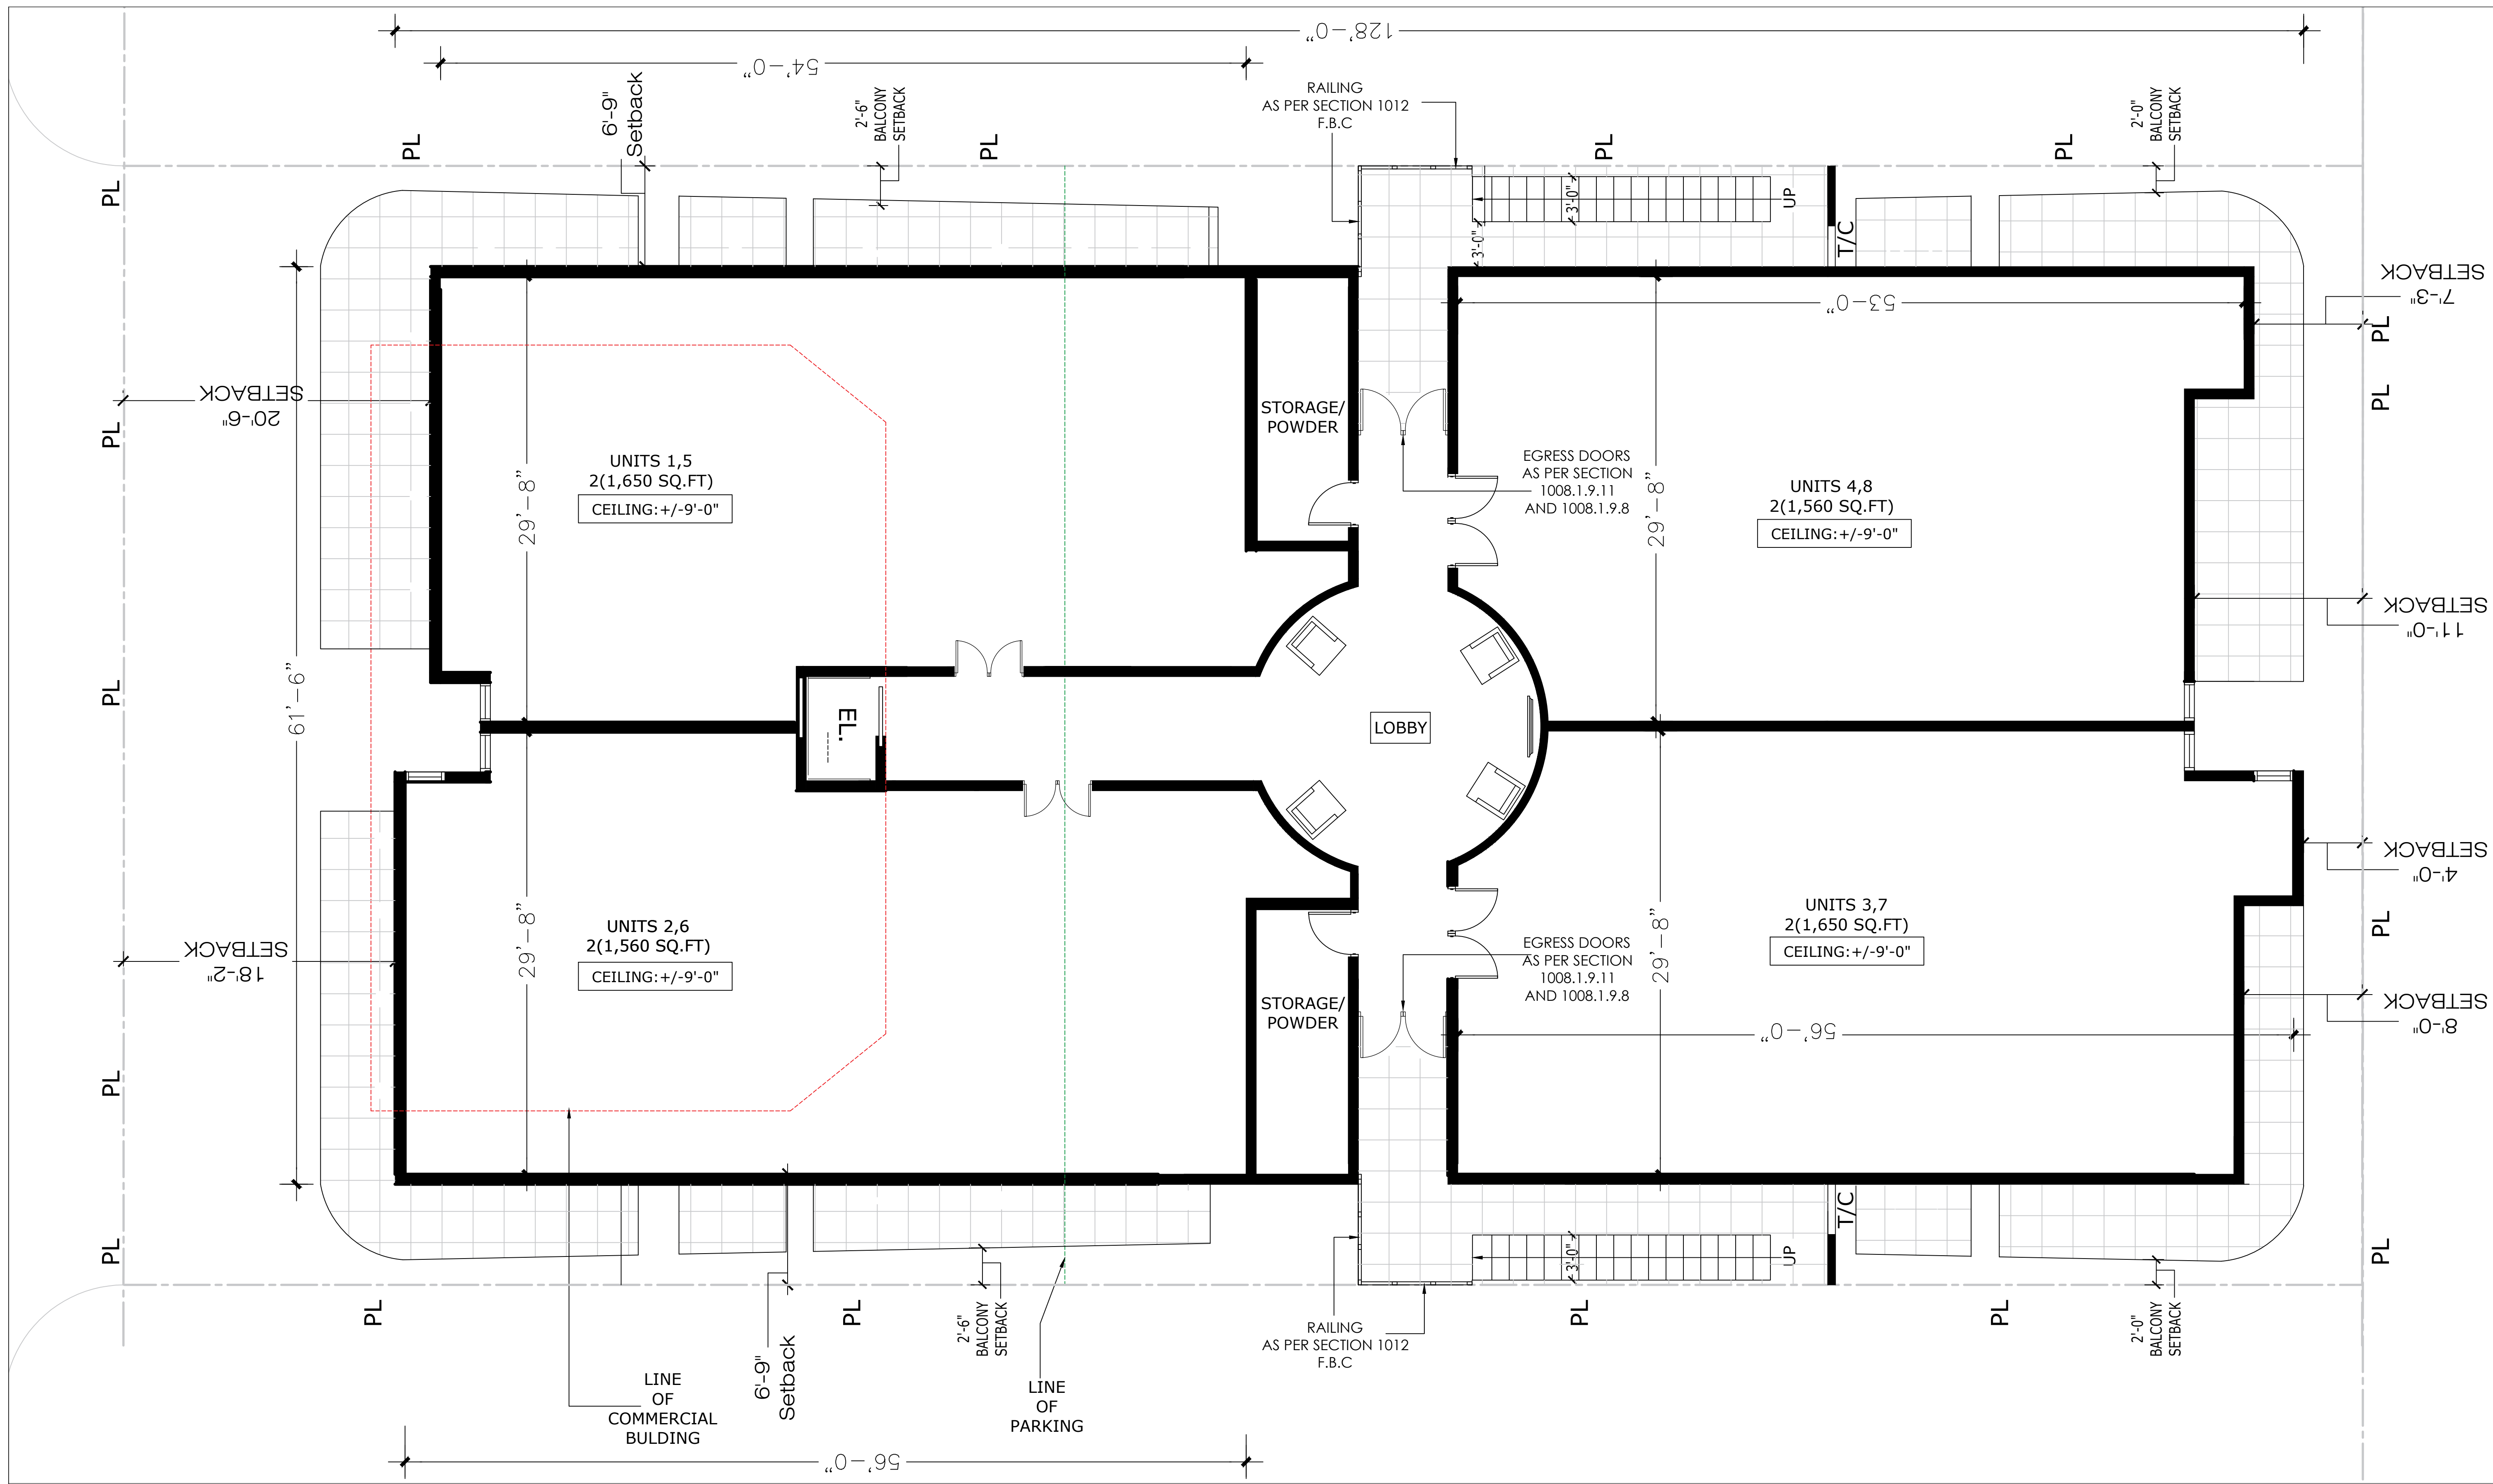 128'-0"
54'-0"
6'-9"
Setback
2'-6"
BALCONY
SETBACK
RAILING
AS PER SECTION 1012
F.B.C
2'-0"
BALCONY
SETBACK
PL
PL
PL
PL
PL
3'-0"
3'-0"
UP
T/C
SETBACK
7'-3"
53-0"
PL
SETBACK
20'-6"
PL
PL
STORAGE/
POWDER
UNITS 1,5
2(1,650 SQ.FT)
CEILING:+/-9'-0"
29'-8"
EGRESS DOORS
AS PER SECTION
1008.1.9.11
AND 1008.1.9.8
29'-8"
UNITS 4,8
2(1,560 SQ.FT)
CEILING:+/-9'-0"
SETBACK
11'-0"
61'-6"
PL
EL.
LOBBY
SETBACK
4'-0"
UNITS 2,6
2(1,560 SQ.FT)
CEILING:+/-9'-0"
29'-8"
SETBACK
18'-2"
STORAGE/
POWDER
EGRESS DOORS
AS PER SECTION
1008.1.9.11
AND 1008.1.9.8
29'-8"
UNITS 3,7
2(1,650 SQ.FT)
CEILING:+/-9'-0"
PL
SETBACK
8'-0"
56'-0"
PL
T/C
3'-0"
UP
PL
PL
PL
PL
PL
PL
6'-9"
Setback
2'-6"
BALCONY
SETBACK
RAILING
AS PER SECTION 1012
F.B.C
2'-0"
BALCONY
SETBACK
LINE
OF
COMMERCIAL
BULDING
LINE
OF
PARKING
56'-0"